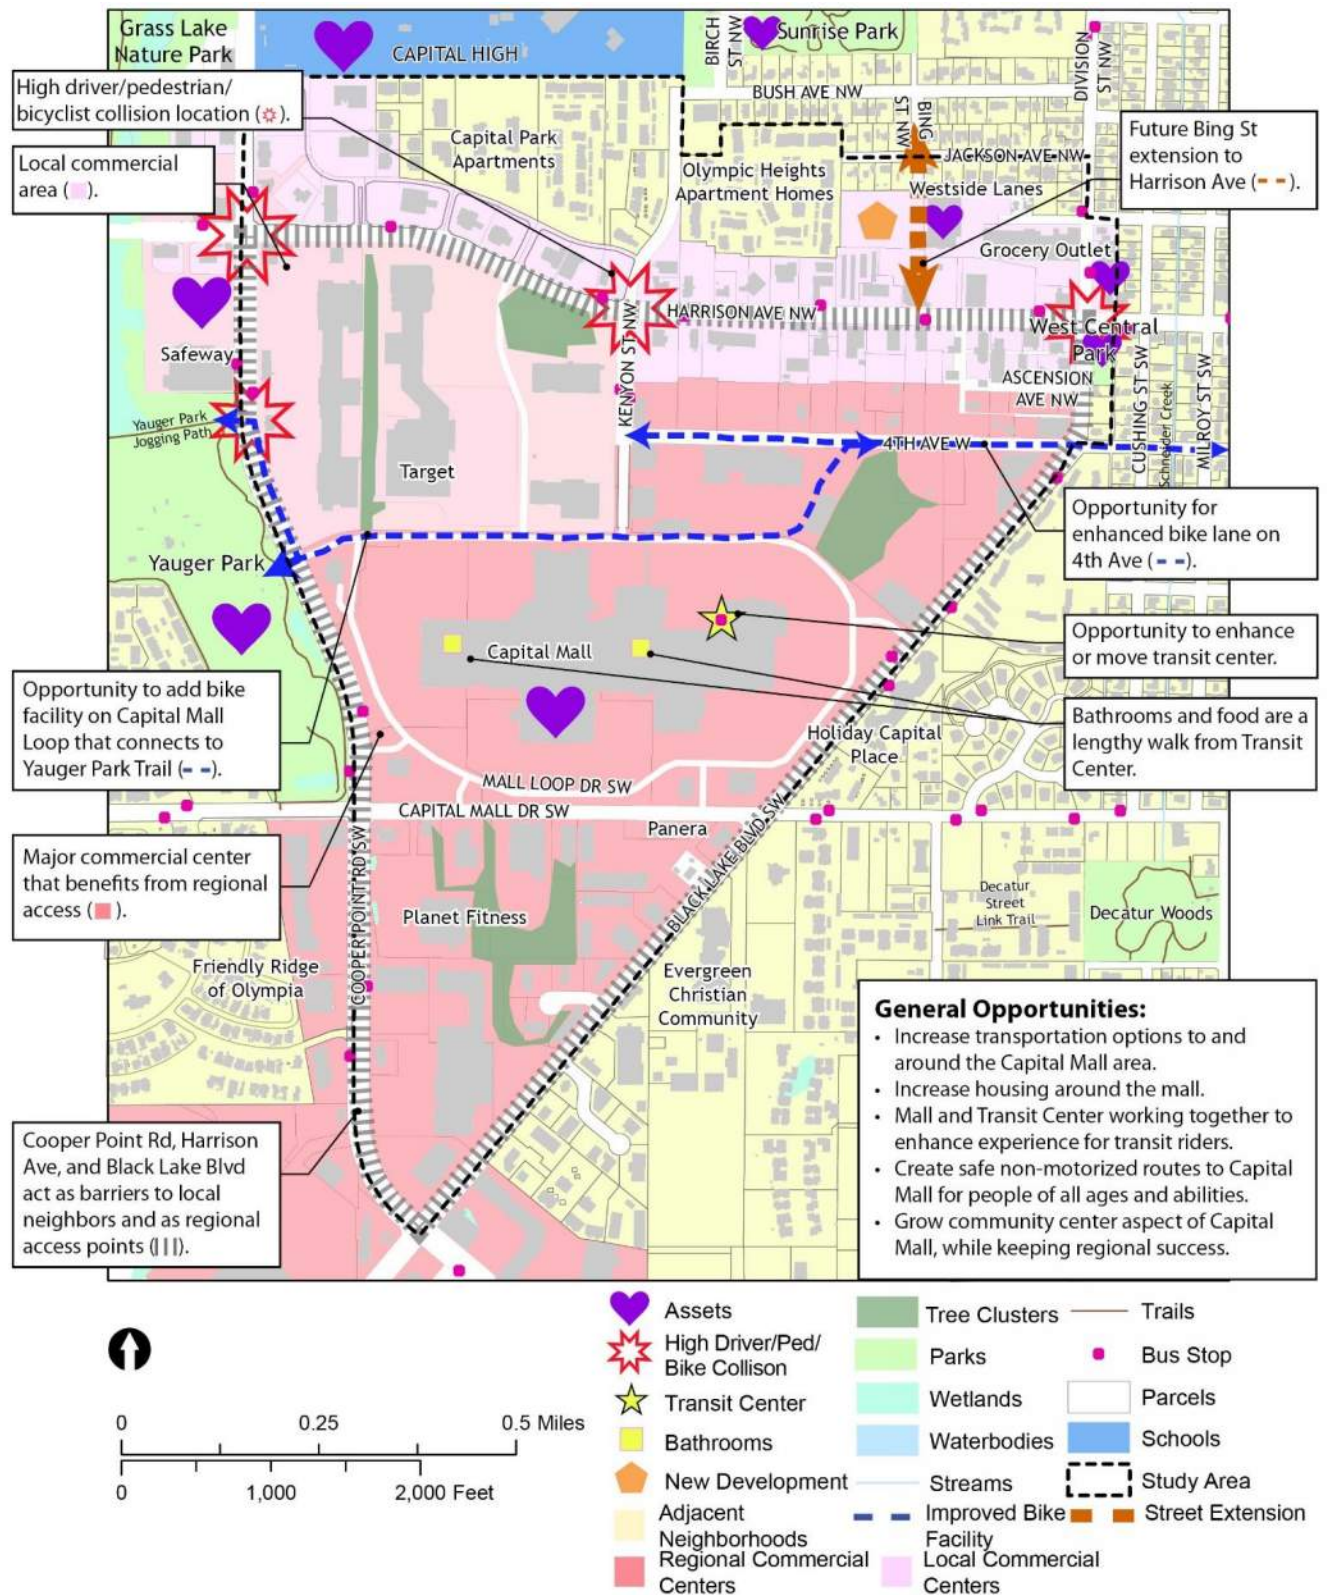 Grass Lake
Nature Park
CAPITAL HIGH
BIRCH
ST NW
Sunrise Park
DIVISION
ST NW
BUSH AVE NW
BING
ST NW
High driver/pedestrian/
bicyclist collision location ( ).
Local commercial
area ( ).
Capital Park
Apartments
Olympic Heights
Apartment Homes
JACKSON AVE NW
Westside Lanes
Future Bing St
extension to
Harrison Ave ( ).
Grocery Outlet
HARRISON AVE NW
West Central
Park
KENYON ST NW
Safeway
ASCENSION
AVE NW
CUSHING ST SW
Schneider Creek
MILROY ST SW
Yauger Park
Jogging Path
4TH AVE W
Target
Opportunity for
enhanced bike lane on
4th Ave ( ).
Yauger Park
Capital Mall
Opportunity to enhance
or move transit center.
Opportunity to add bike
facility on Capital Mall
Loop that connects to
Yauger Park Trail ( ).
Bathrooms and food are a
lengthy walk from Transit
Center.
Holiday Capital
Place
MALL LOOP DR SW
CAPITAL MALL DR SW
Panera
BLACK LAKE BLVD SW
Major commercial center
that benefits from regional
access ( ).
COOPER POINT RD SW
Planet Fitness
Decatur
Street
Link Trail
Decatur Woods
Friendly Ridge
of Olympia
Evergreen
Christian
Community
General Opportunities:
• Increase transportation options to and
around the Capital Mall area.
• Increase housing around the mall.
• Mall and Transit Center working together to
enhance experience for transit riders.
• Create safe non-motorized routes to Capital
Mall for people of all ages and abilities.
• Grow community center aspect of Capital
Mall, while keeping regional success.
Cooper Point Rd, Harrison
Ave, and Black Lake Blvd
act as barriers to local
neighbors and as regional
access points ( ).
0 0.25 0.5 Miles
0 1,000 2,000 Feet
Assets
High Driver/Ped/
Bike Collison
Transit Center
Bathrooms
New Development
Adjacent
Neighborhoods
Regional Commercial
Centers
Tree Clusters
Parks
Wetlands
Waterbodies
Streams
Improved Bike
Facility
Local Commercial
Centers
Trails
Bus Stop
Parcels
Schools
Study Area
Street Extension